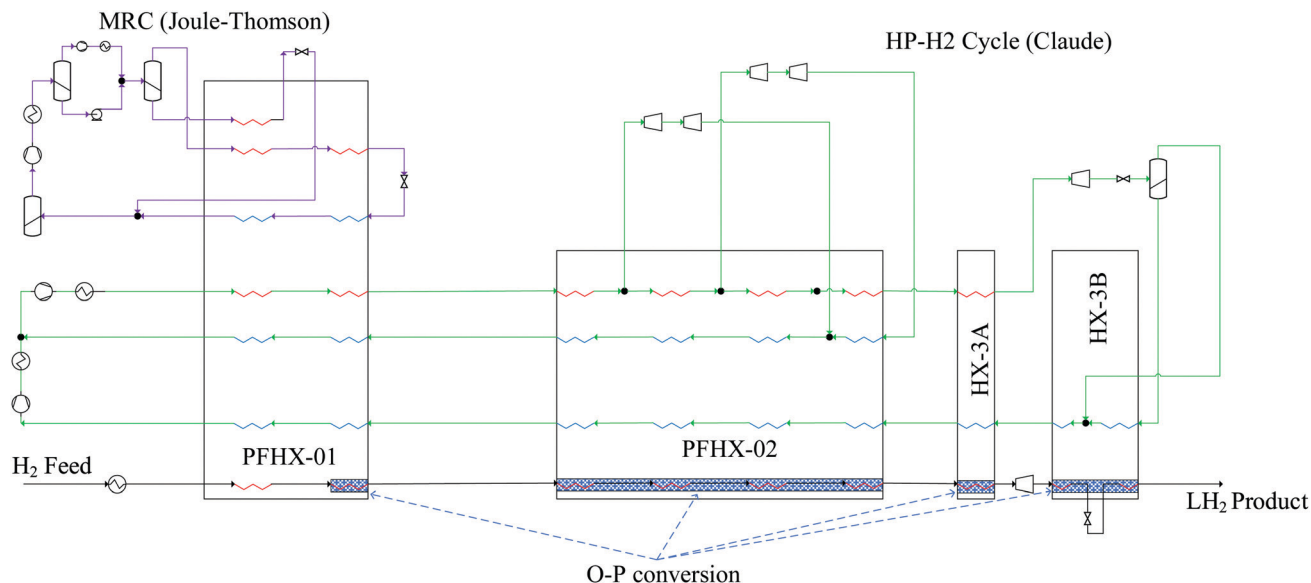 MRC (Joule-Thomson)
HP-H2 Cycle (Claude)
HX-3A
HX-3B
PFHX-01
PFHX-02
H₂ Feed
LH₂ Product
O-P conversion